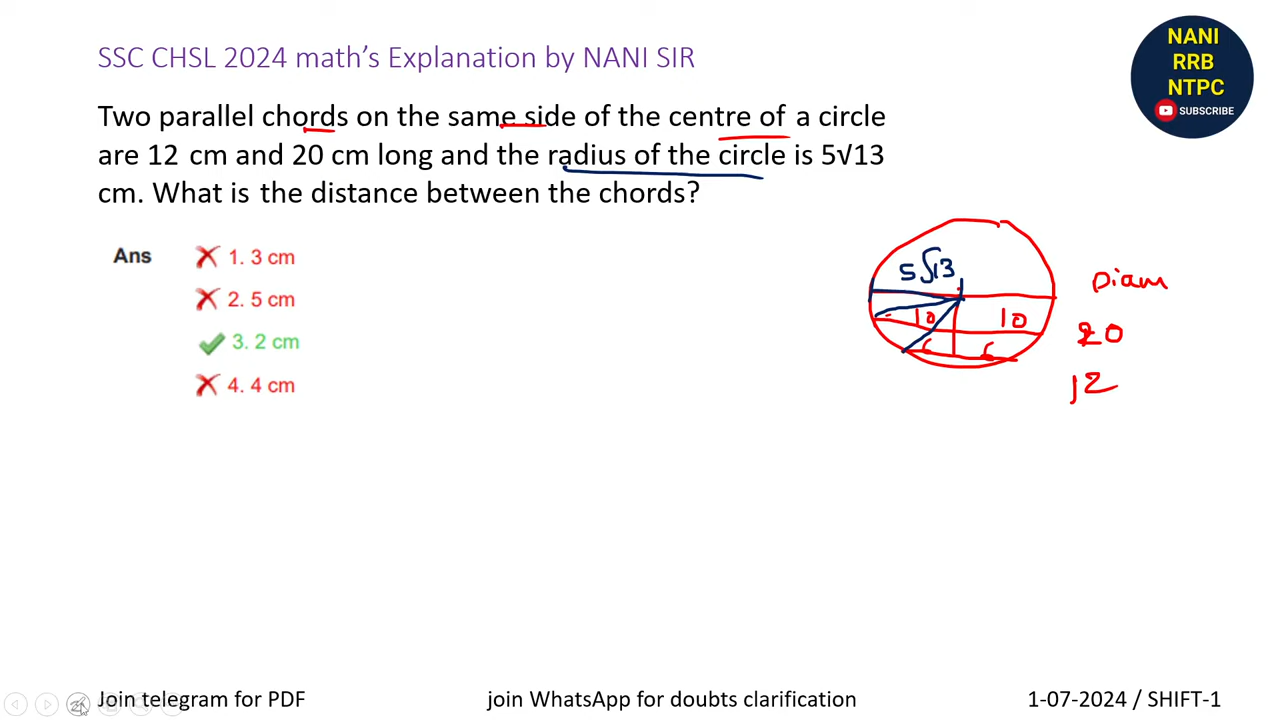 SSC CHSL 2024 math’s Explanation by NANI SIR
NANI
RRB
NTPC
SUBSCRIBE
Two parallel chords on the same side of the centre of a circle
are 12 cm and 20 cm long and the radius of the circle is 5√13
cm. What is the distance between the chords?
Ans
1. 3 cm
2. 5 cm
3. 2 cm
4. 4 cm
5√13
Diam
10 10
20
6 6
12
Join telegram for PDF
join WhatsApp for doubts clarification
1-07-2024 / SHIFT-1